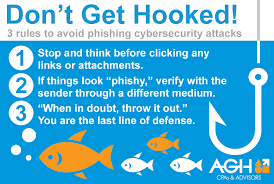 Don't Get Hooked!
3 rules to avoid phishing cybersecurity attacks
1 Stop and think before clicking any
links or attachments.
2 If things look “phishy,” verify with the
sender through a different medium.
3 “When in doubt, throw it out.”
You are the last line of defense.
AGH
CPAs & ADVISORS